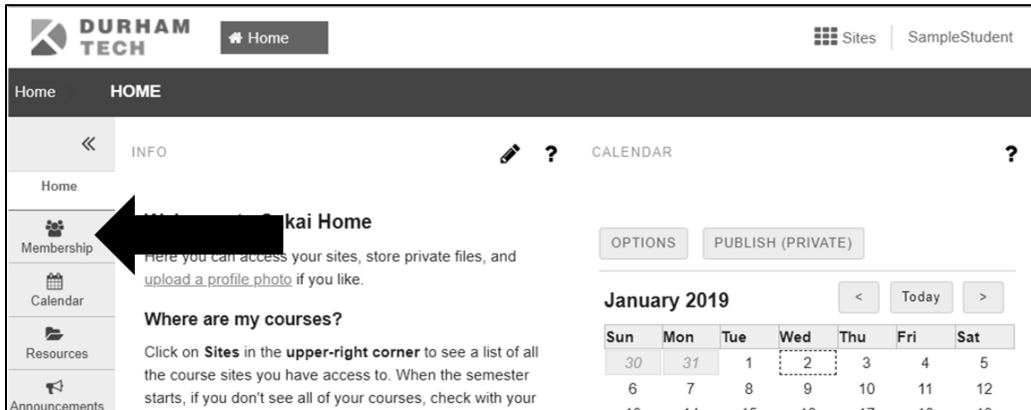 DURHAM
TECH
Home
Sites
SampleStudent
Home
HOME
Home
Membership
Calendar
Resources
Announcements
INFO
?
kai Home
Here you can access your sites, store private files, and
upload a profile photo if you like.
Where are my courses?
Click on Sites in the upper-right corner to see a list of all
the course sites you have access to. When the semester
starts, if you don't see all of your courses, check with your
CALENDAR
?
OPTIONS PUBLISH (PRIVATE)
January 2019 < Today >
Sun Mon Tue Wed Thu Fri Sat
30 31 1 2 3 4 5
6 7 8 9 10 11 12